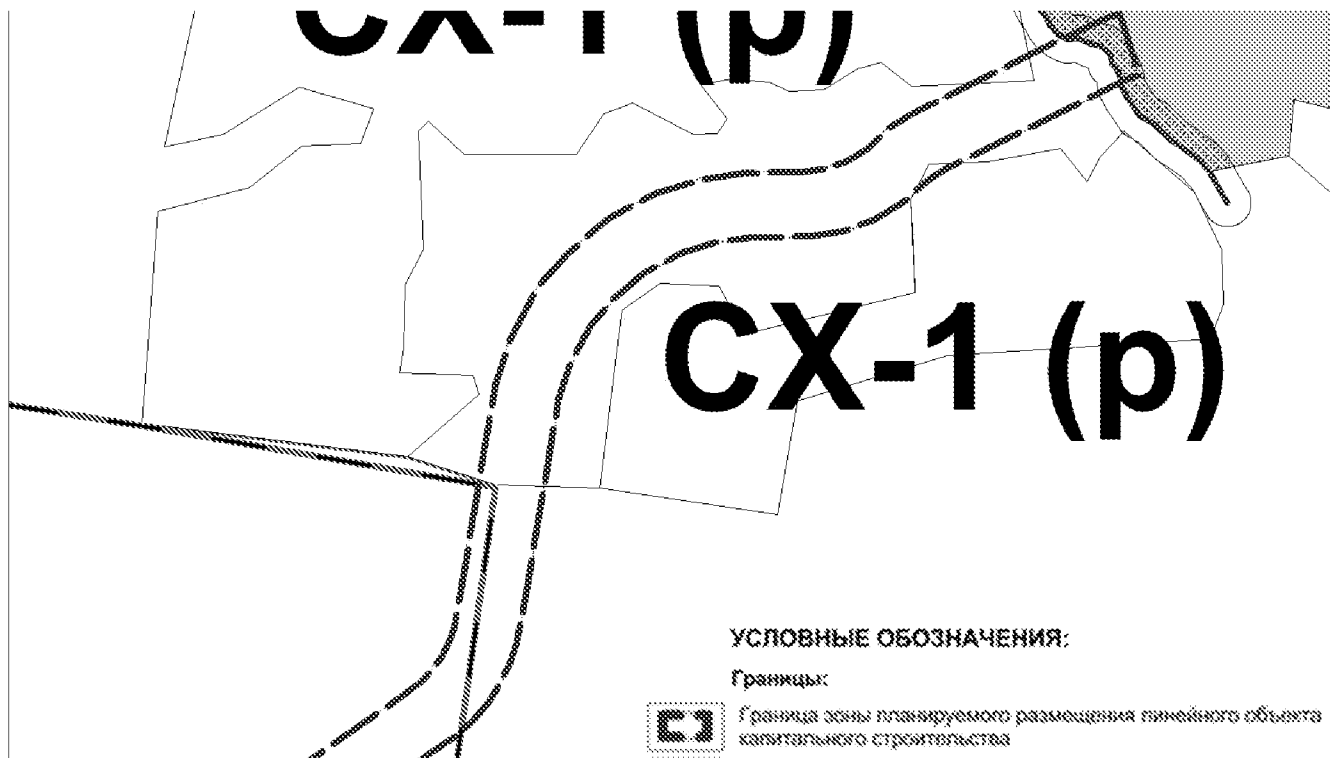 СХ-1 (р)
СХ-1 (р)
УСЛОВНЫЕ ОБОЗНАЧЕНИЯ:
Границы:
Граница зоны планируемого размещения линейного объекта
капитального строительства